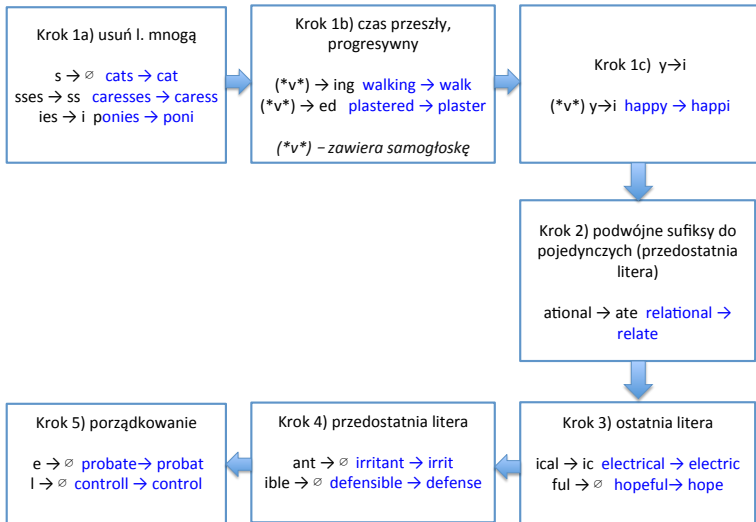 Krok 1a) usuń l. mnogą
s → ∅ cats → cat
sses → ss caresses → caress
ies → i ponies → poni
Krok 1b) czas przeszły,
progresywny
(*v*) → ing walking → walk
(*v*) → ed plastered → plaster
(*v*) – zawiera samogłoskę
Krok 1c) y→i
(*v*) y→i happy → happi
Krok 2) podwójne sufiksy do
pojedynczych (przedostatnia
litera)
ational → ate relational →
relate
Krok 3) ostatnia litera
ical → ic electrical → electric
ful → ∅ hopeful→ hope
Krok 4) przedostatnia litera
ant → ∅ irritant → irrit
ible → ∅ defensible → defense
Krok 5) porządkowanie
e → ∅ probate→ probat
l → ∅ controll → control